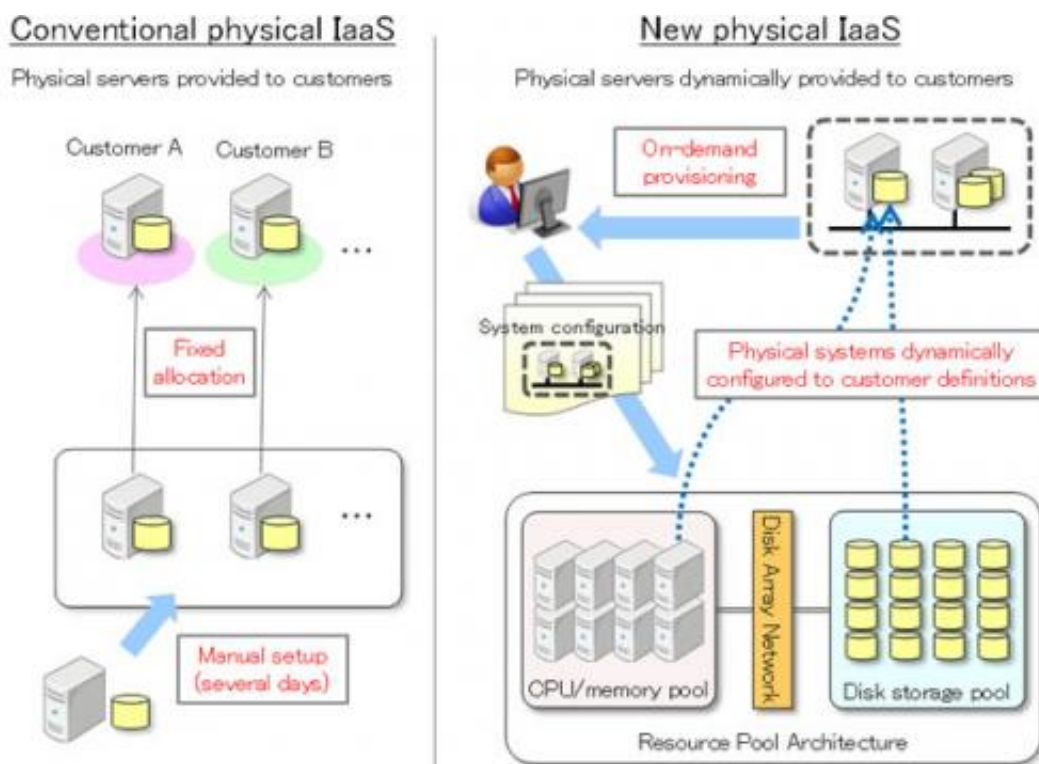 Conventional physical IaaS
Physical servers provided to customers
Customer A
Customer B
...
Fixed
allocation
...
Manual setup
(several days)
New physical IaaS
Physical servers dynamically provided to customers
On-demand
provisioning
System configuration
Physical systems dynamically
configured to customer definitions
CPU/memory pool
Disk Array Network
Disk storage pool
Resource Pool Architecture